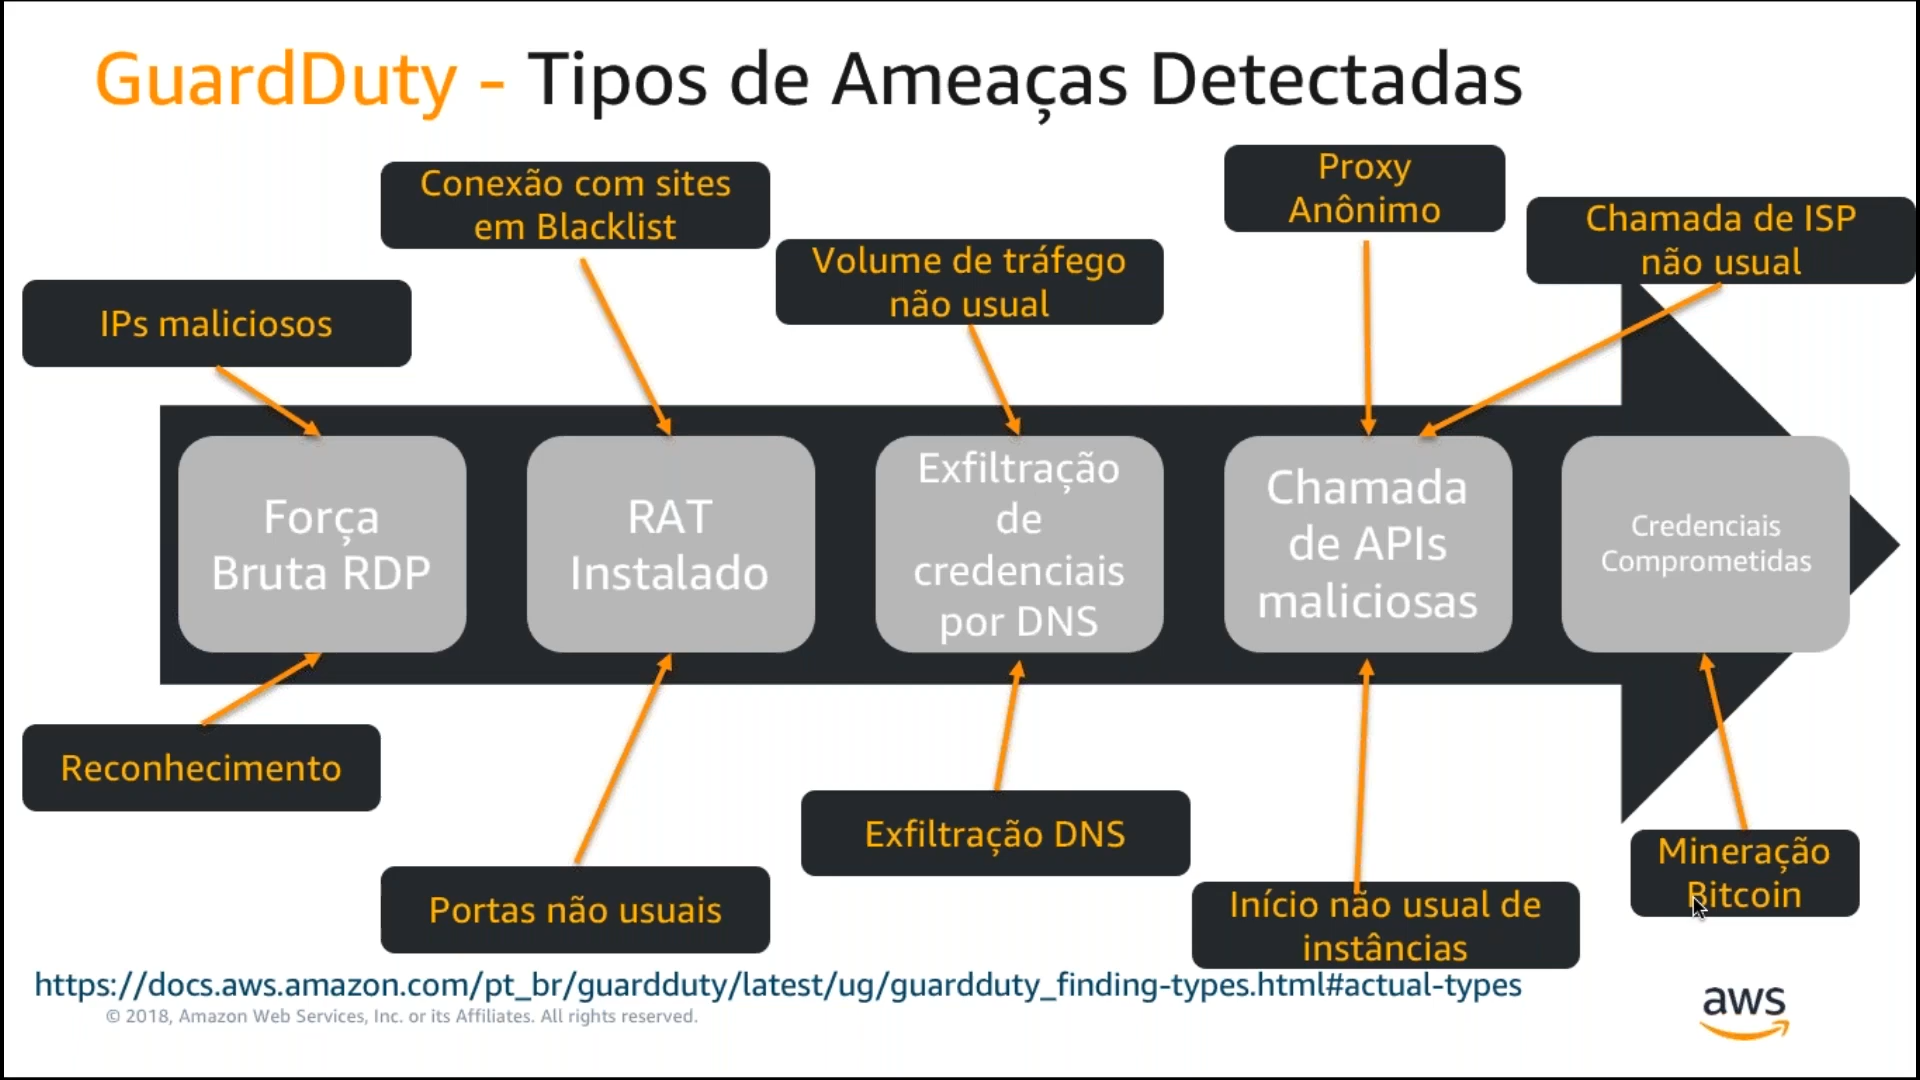 GuardDuty - Tipos de Ameaças Detectadas
Conexão com sites
em Blacklist
Proxy
Anônimo
Chamada de ISP
não usual
Volume de tráfego
não usual
IPs maliciosos
Força
Bruta RDP
RAT
Instalado
Exfiltração
de
credenciais
por DNS
Chamada
de APIs
maliciosas
Credenciais
Comprometidas
Reconhecimento
Portas não usuais
Exfiltração DNS
Início não usual de
instâncias
Mineração
Bitcoin
https://docs.aws.amazon.com/pt_br/guardduty/latest/ug/guardduty_finding-types.html#actual-types
© 2018, Amazon Web Services, Inc. or its Affiliates. All rights reserved.
aws